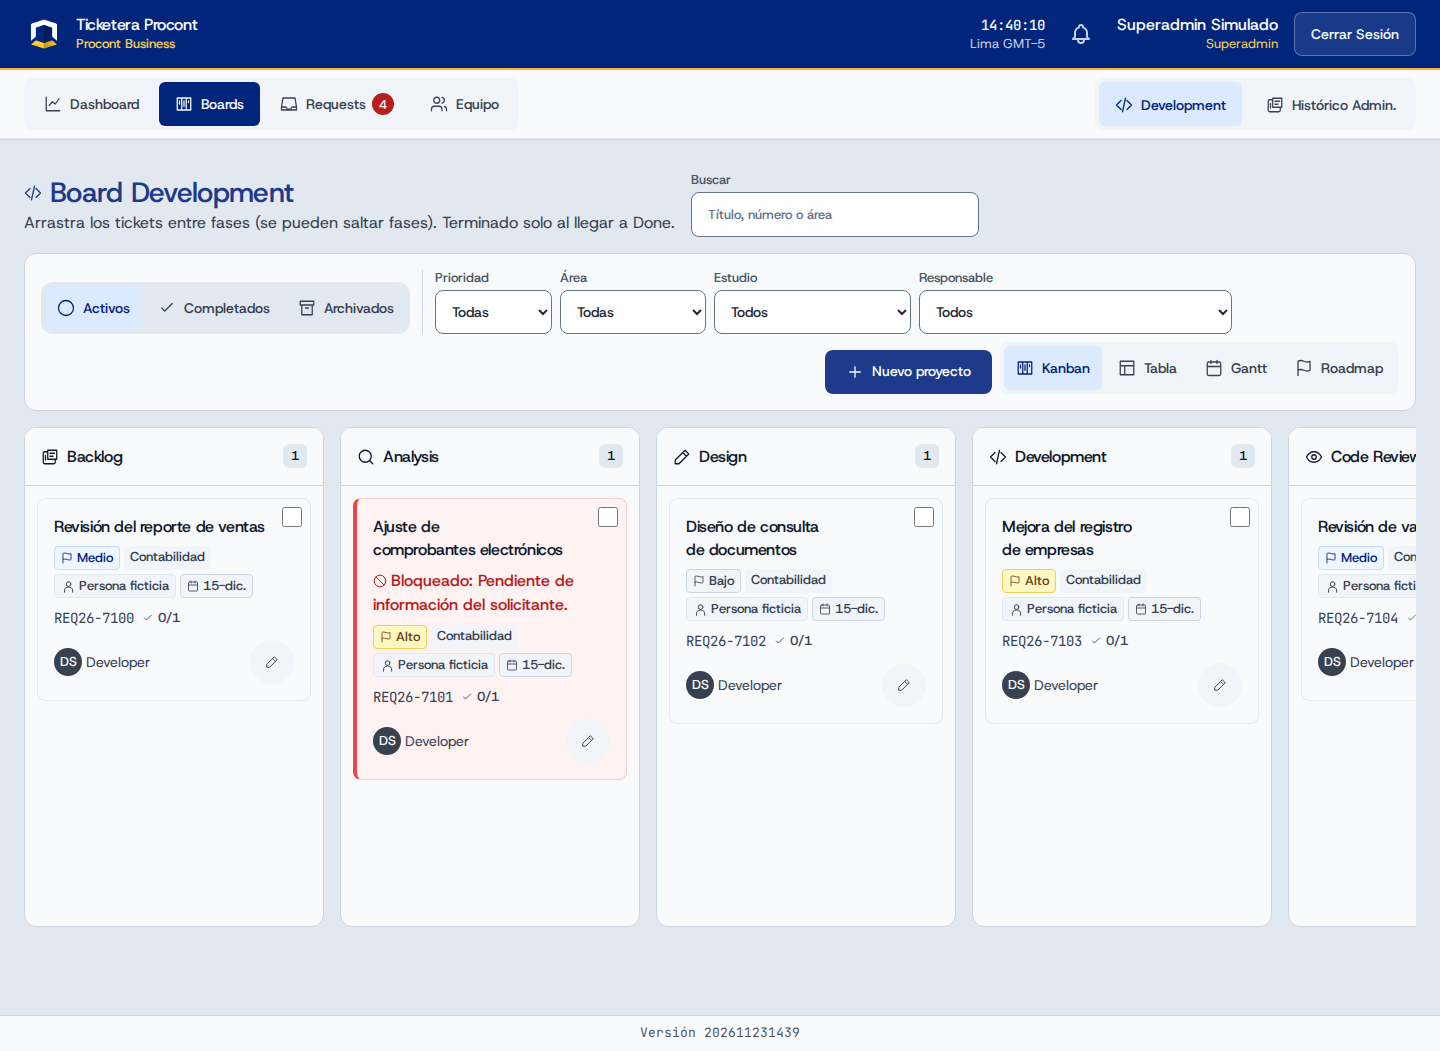 Ticketera Procont
Procont Business
14:40:10
Lima GMT-5
Superadmin Simulado
Superadmin
Cerrar Sesión
Dashboard
Boards
Requests 4
Equipo
Development
Histórico Admin.
Board Development
Arrastra los tickets entre fases (se pueden saltar fases). Terminado solo al llegar a Done.
Buscar
Título, número o área
Activos
Completados
Archivados
Prioridad
Todas
Área
Todas
Estudio
Todos
Responsable
Todos
Nuevo proyecto
Kanban
Tabla
Gantt
Roadmap
Backlog 1
Revisión del reporte de ventas
Medio Contabilidad
Persona ficticia 15-dic.
REQ26-7100 0/1
DS Developer
Analysis 1
Ajuste de
comprobantes electrónicos
Bloqueado: Pendiente de
información del solicitante.
Alto Contabilidad
Persona ficticia 15-dic.
REQ26-7101 0/1
DS Developer
Design 1
Diseño de consulta
de documentos
Bajo Contabilidad
Persona ficticia 15-dic.
REQ26-7102 0/1
DS Developer
Development 1
Mejora del registro
de empresas
Alto Contabilidad
Persona ficticia 15-dic.
REQ26-7103 0/1
DS Developer
Code Review
Revisión de va
Medio Con
Persona ficti
REQ26-7104
DS Developer
Versión 202611231439